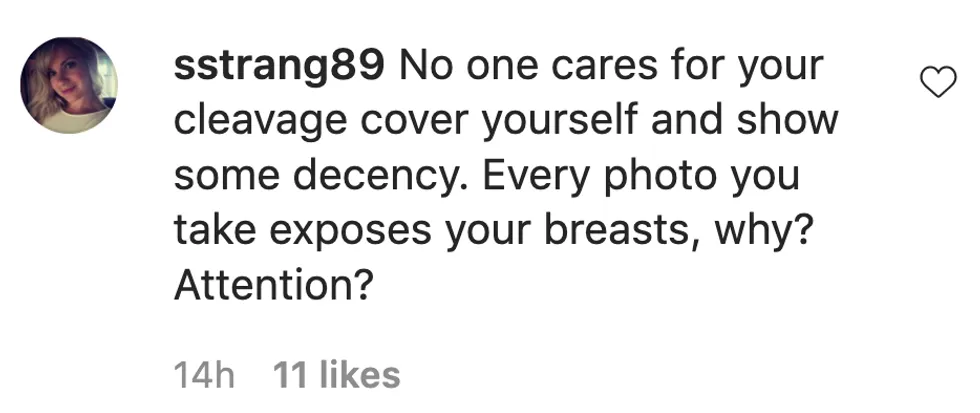 sstrang89 No one cares for your
cleavage cover yourself and show
some decency. Every photo you
take exposes your breasts, why?
Attention?
14h 11 likes